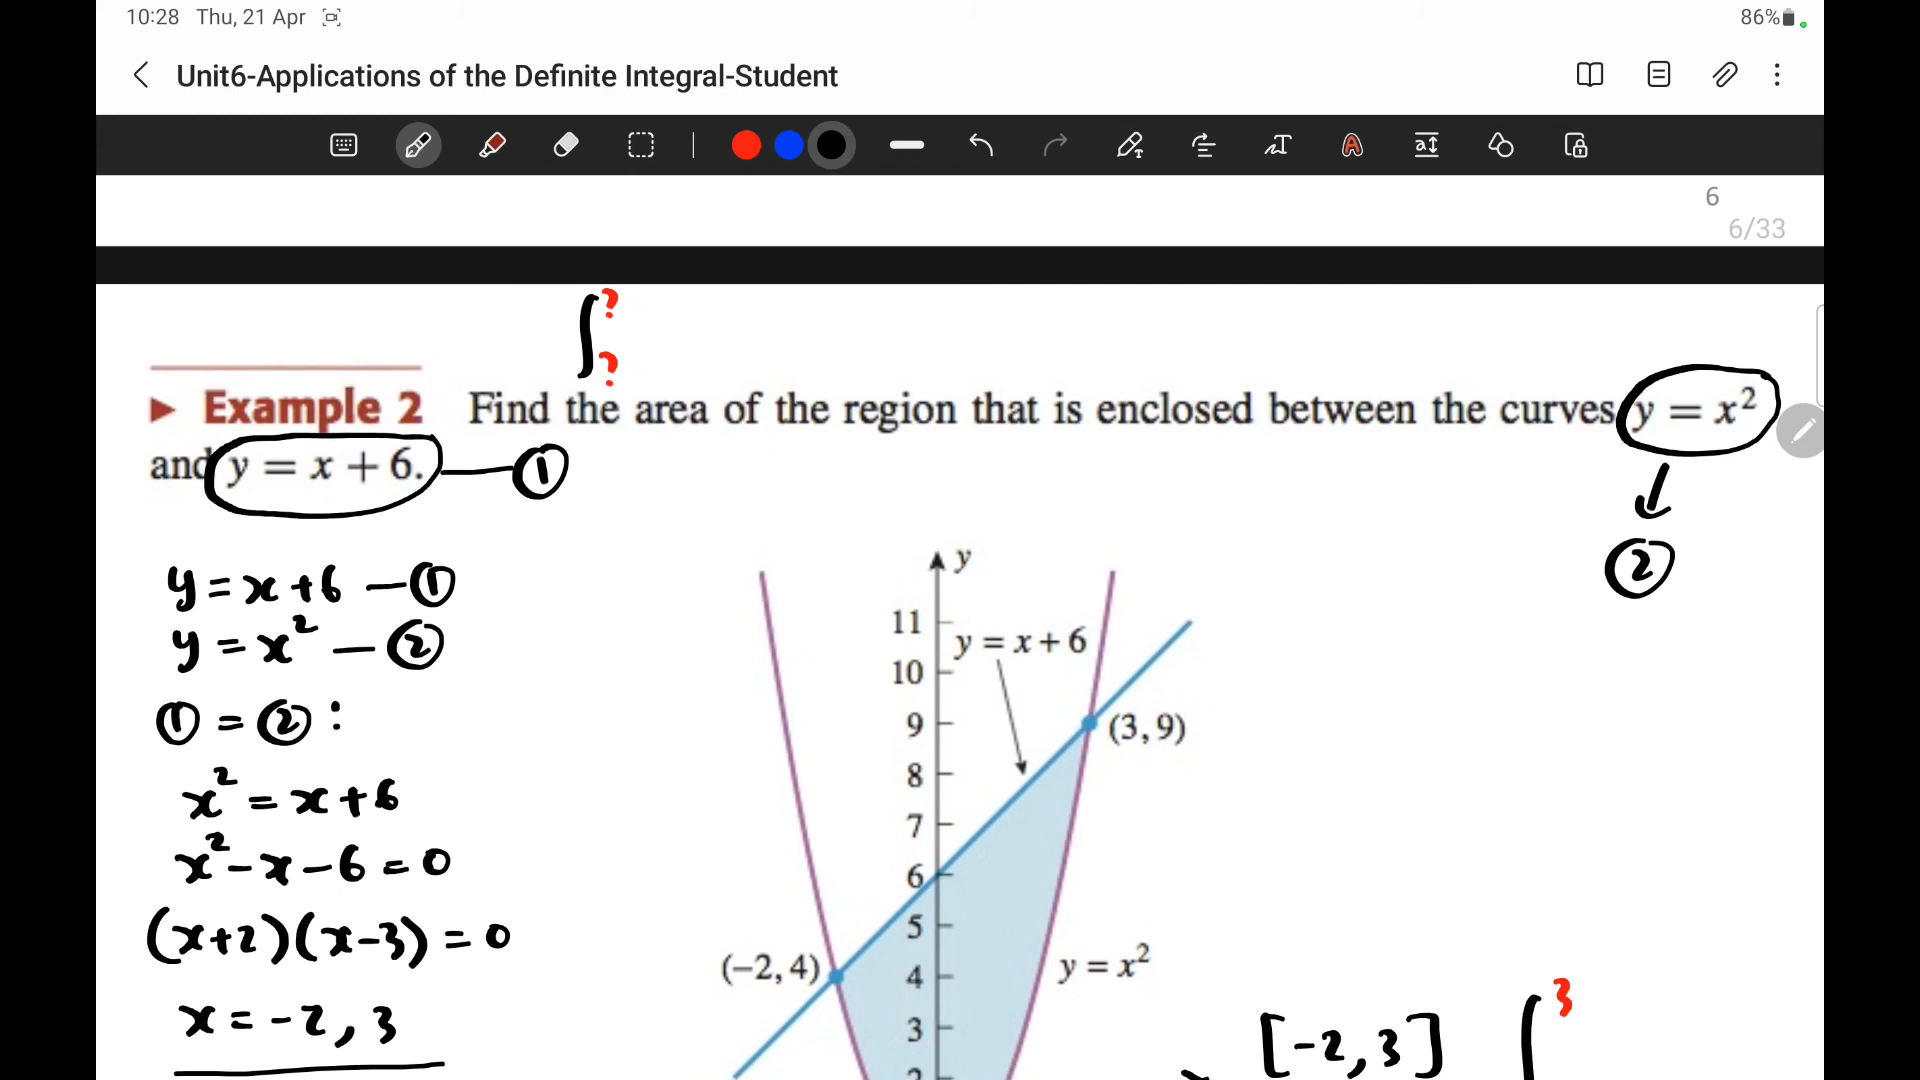 10:28 Thu, 21 Apr
86%
Unit6-Applications of the Definite Integral-Student
6
6/33
∫ ? ?
► Example 2 Find the area of the region that is enclosed between the curves y = x²
and y = x + 6. — ①
②
y = x + 6 — ①
y = x² — ②
① = ② :
x² = x + 6
x² - x - 6 = 0
(x+2)(x-3) = 0
x = -2, 3
y
11
y = x + 6
10
9
(3, 9)
8
7
6
5
(−2, 4)
4
y = x²
3
2
[-2, 3] ∫ 3